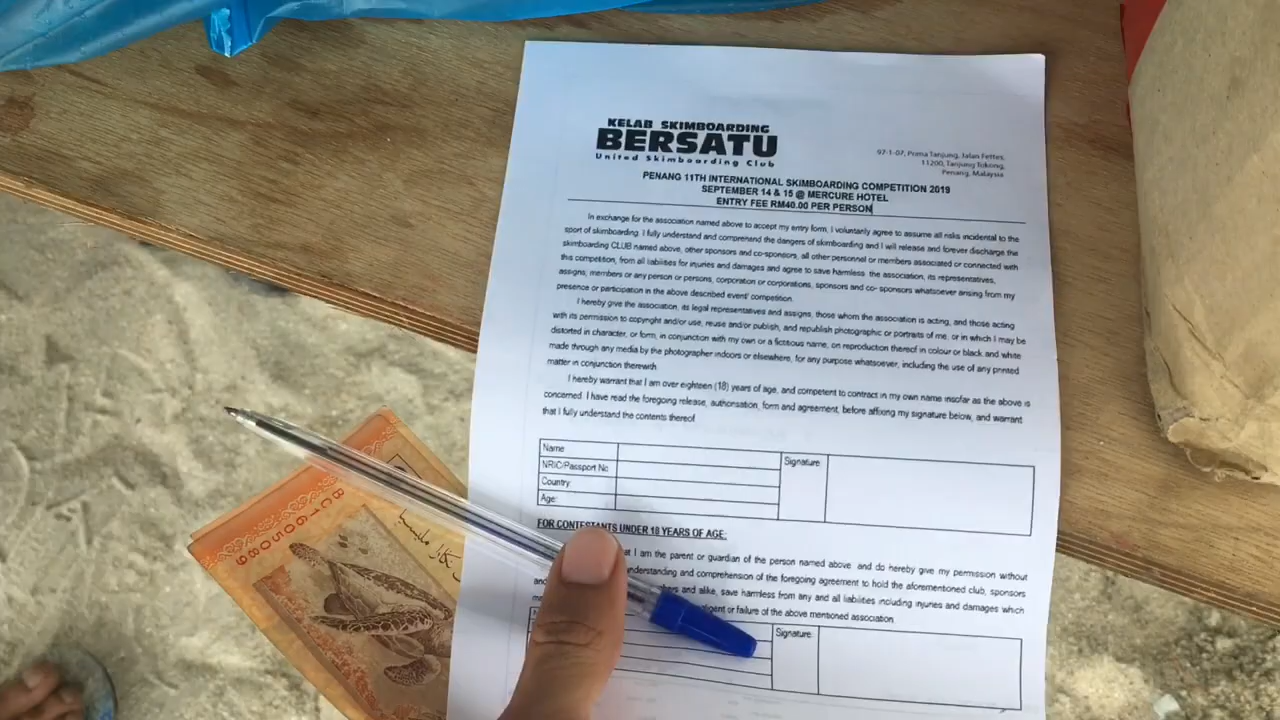 KELAB SKIMBOARDING
BERSATU
United Skimboarding Club
97-1-07, Prima Tanjung, Jalan Fettes,
11200, Tanjung Tokong,
Penang, Malaysia
PENANG 11TH INTERNATIONAL SKIMBOARDING COMPETITION 2019
SEPTEMBER 14 & 15 @ MERCURE HOTEL
ENTRY FEE RM40.00 PER PERSON
In exchange for the association named above to accept my entry form, I voluntarily agree to assume all risks incidental to the
sport of skimboarding. I fully understand and comprehend the dangers of skimboarding and I will release and forever discharge the
skimboarding CLUB named above, other sponsors and co-sponsors, all other personnel or members associated or connected with
this competition, from all liabilities for injuries and damages and agree to save harmless the association, its representatives,
assigns, members or any person or persons, corporation or corporations, sponsors and co- sponsors whatsoever arising from my
presence or participation in the above described event/ competition.
I hereby give the association, its legal representatives and assigns, those whom the association is acting, and those acting
with its permission to copyright and/or use, reuse and/or publish, and republish photographic or portraits of me, or in which I may be
distorted in character, or form, in conjunction with my own or a fictitious name, on reproduction thereof in colour or black and white
made through any media by the photographer indoors or elsewhere, for any purpose whatsoever, including the use of any printed
matter in conjunction therewith.
I hereby warrant that I am over eighteen (18) years of age, and competent to contract in my own name insofar as the above is
concerned. I have read the foregoing release, authorisation, form and agreement, before affixing my signature below, and warrant
that I fully understand the contents thereof
Name
NRIC/Passport No
Country
Age:
Signature:
FOR CONTESTANTS UNDER 18 YEARS OF AGE:
I am the parent or guardian of the person named above and do hereby give my permission without
understanding and comprehension of the foregoing agreement to hold the aforementioned club, sponsors
and alike, save harmless from any and all liabilities including injuries and damages which
or failure of the above mentioned association
Signature:
BC1605089